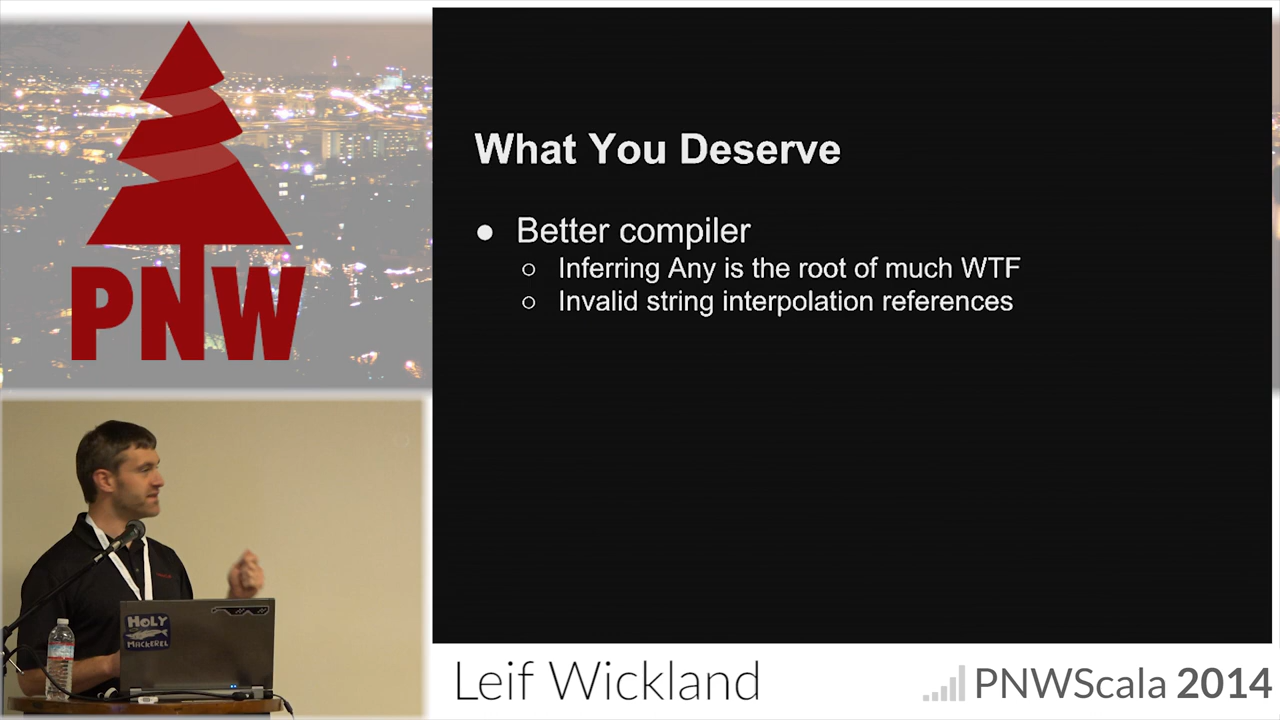 PNW
What You Deserve
● Better compiler
○ Inferring Any is the root of much WTF
○ Invalid string interpolation references
HOLY
MACKEREL
Leif Wickland
PNWScala 2014